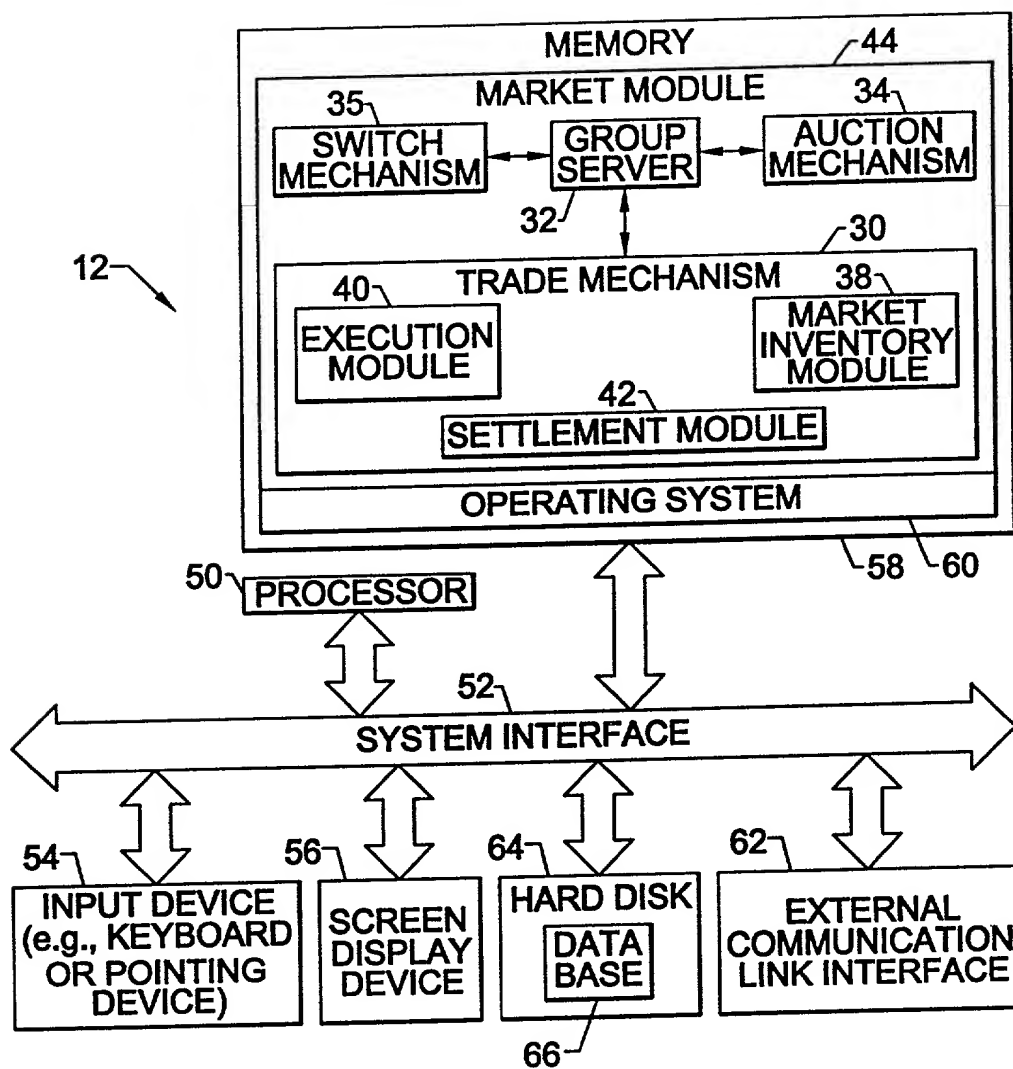 MEMORY
44
MARKET MODULE
35
34
SWITCH
MECHANISM
GROUP
SERVER
AUCTION
MECHANISM
32
30
12
TRADE MECHANISM
40
38
EXECUTION
MODULE
MARKET
INVENTORY
MODULE
42
SETTLEMENT MODULE
OPERATING SYSTEM
58
60
50
PROCESSOR
52
SYSTEM INTERFACE
54
56
64
62
INPUT DEVICE
(e.g., KEYBOARD
OR POINTING
DEVICE)
SCREEN
DISPLAY
DEVICE
HARD DISK
DATA
BASE
EXTERNAL
COMMUNICATION
LINK INTERFACE
66